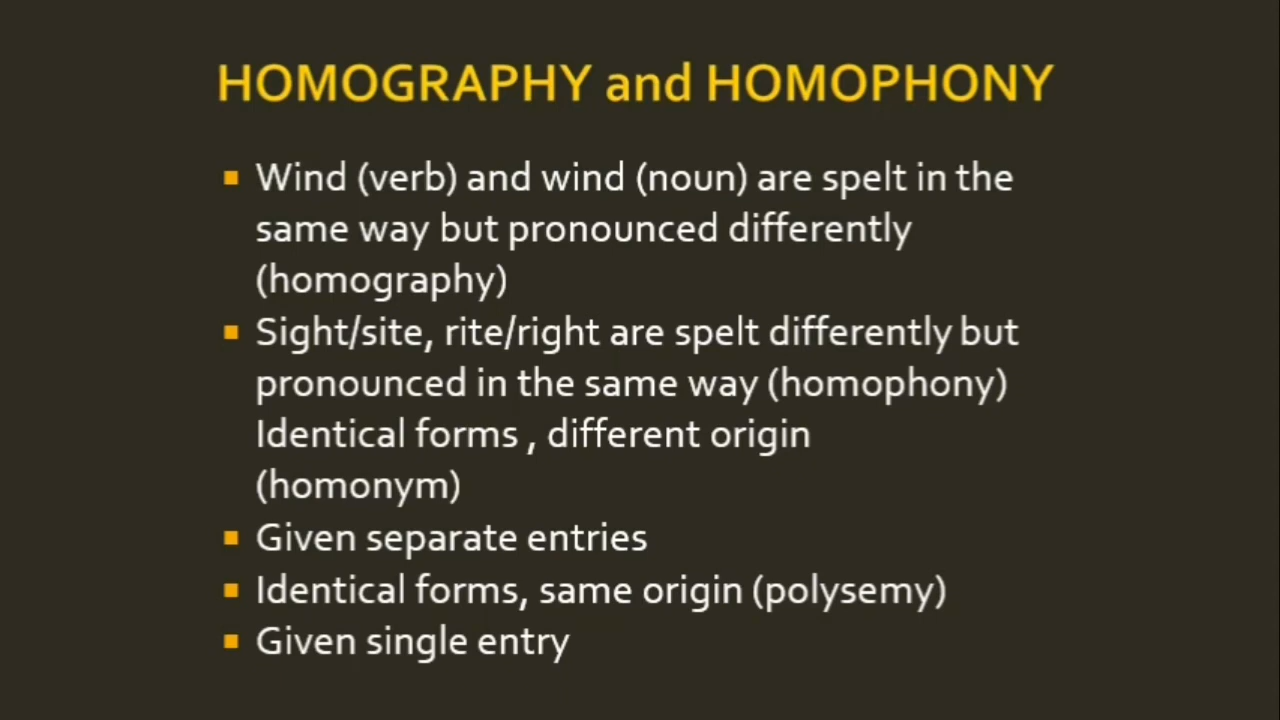 HOMOGRAPHY and HOMOPHONY
▪ Wind (verb) and wind (noun) are spelt in the
same way but pronounced differently
(homography)
▪ Sight/site, rite/right are spelt differently but
pronounced in the same way (homophony)
Identical forms , different origin
(homonym)
▪ Given separate entries
▪ Identical forms, same origin (polysemy)
▪ Given single entry